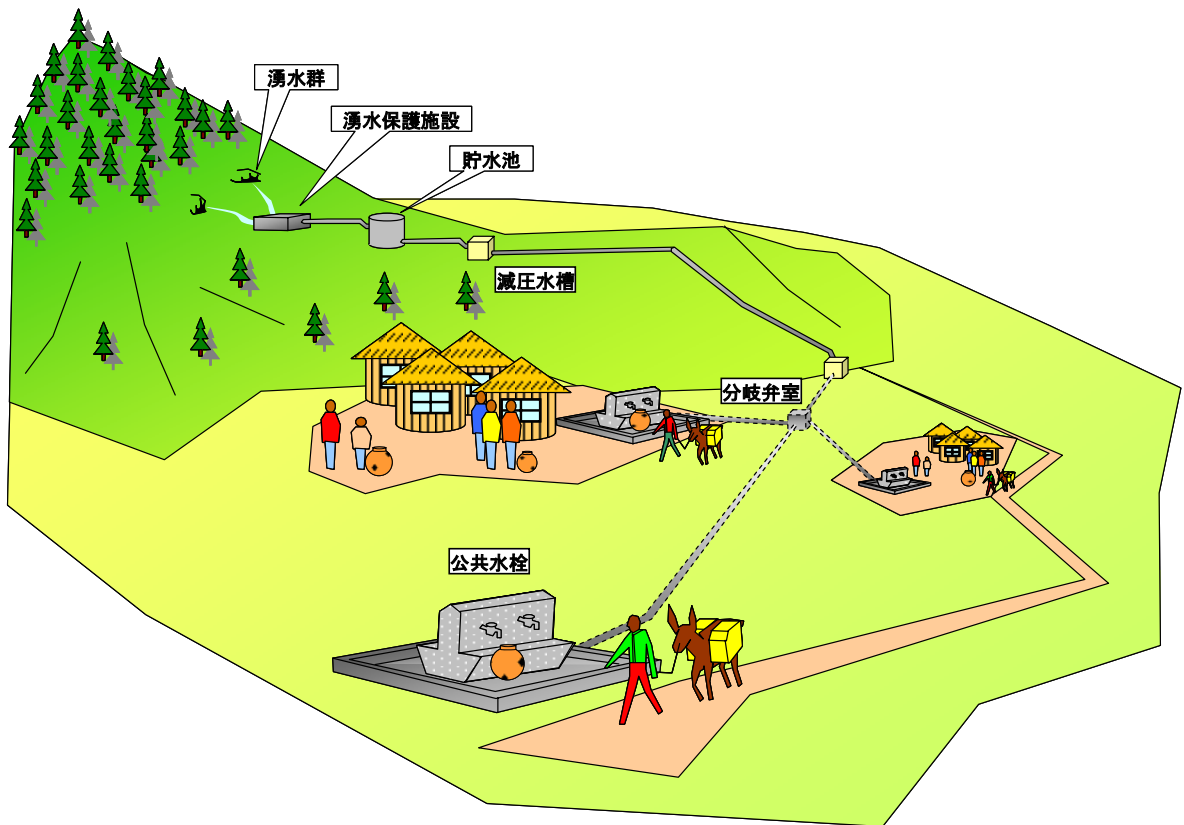 湧水群
湧水保護施設
貯水池
減圧水槽
分岐弁室
公共水栓